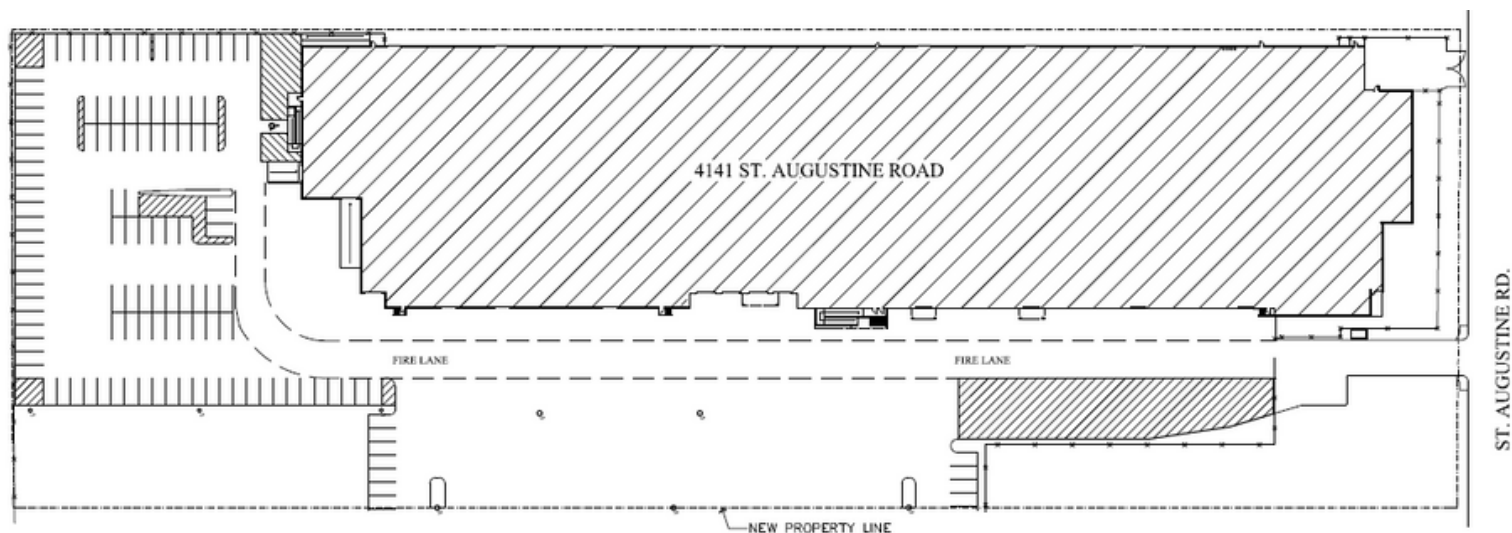 4141 ST. AUGUSTINE ROAD
FIRE LANE
FIRE LANE
ST. AUGUSTINE RD.
NEW PROPERTY LINE